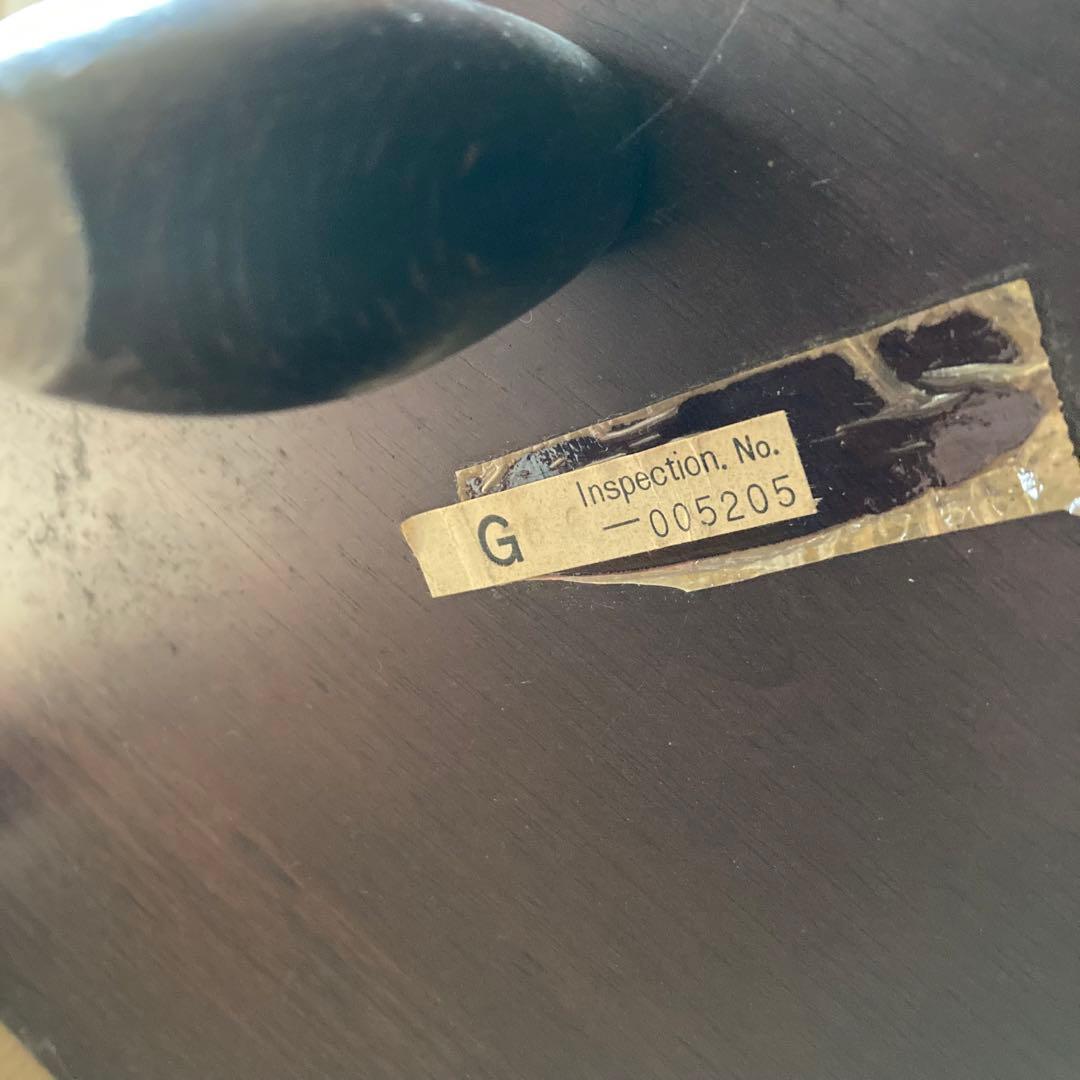 Inspection. No.
G —005205